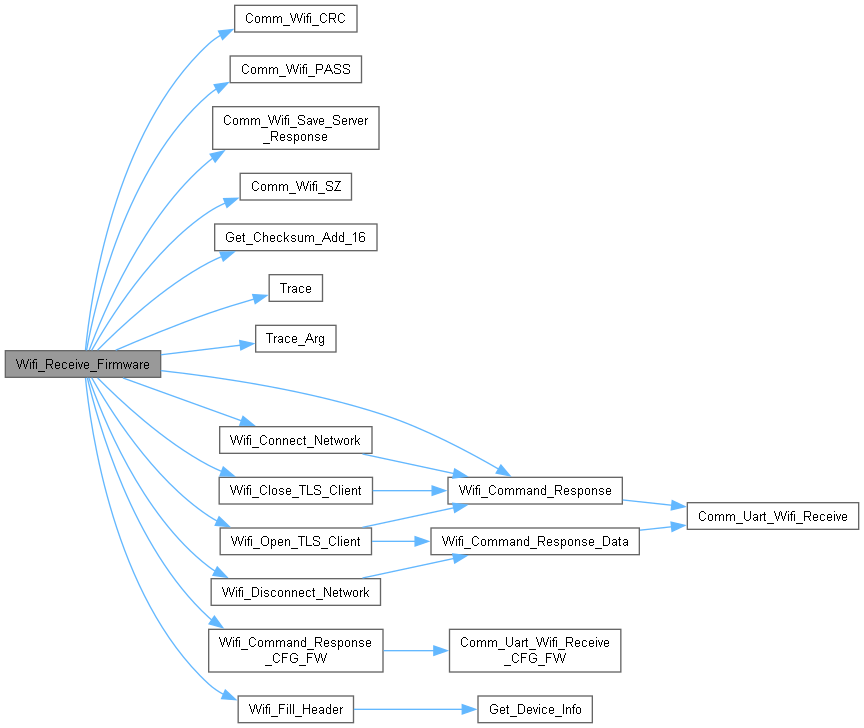 Comm_Wifi_CRC
Comm_Wifi_PASS
Comm_Wifi_Save_Server
_Response
Comm_Wifi_SZ
Get_Checksum_Add_16
Trace
Trace_Arg
Wifi_Receive_Firmware
Wifi_Connect_Network
Wifi_Close_TLS_Client
Wifi_Command_Response
Comm_Uart_Wifi_Receive
Wifi_Open_TLS_Client
Wifi_Command_Response_Data
Wifi_Disconnect_Network
Wifi_Command_Response
_CFG_FW
Comm_Uart_Wifi_Receive
_CFG_FW
Wifi_Fill_Header
Get_Device_Info